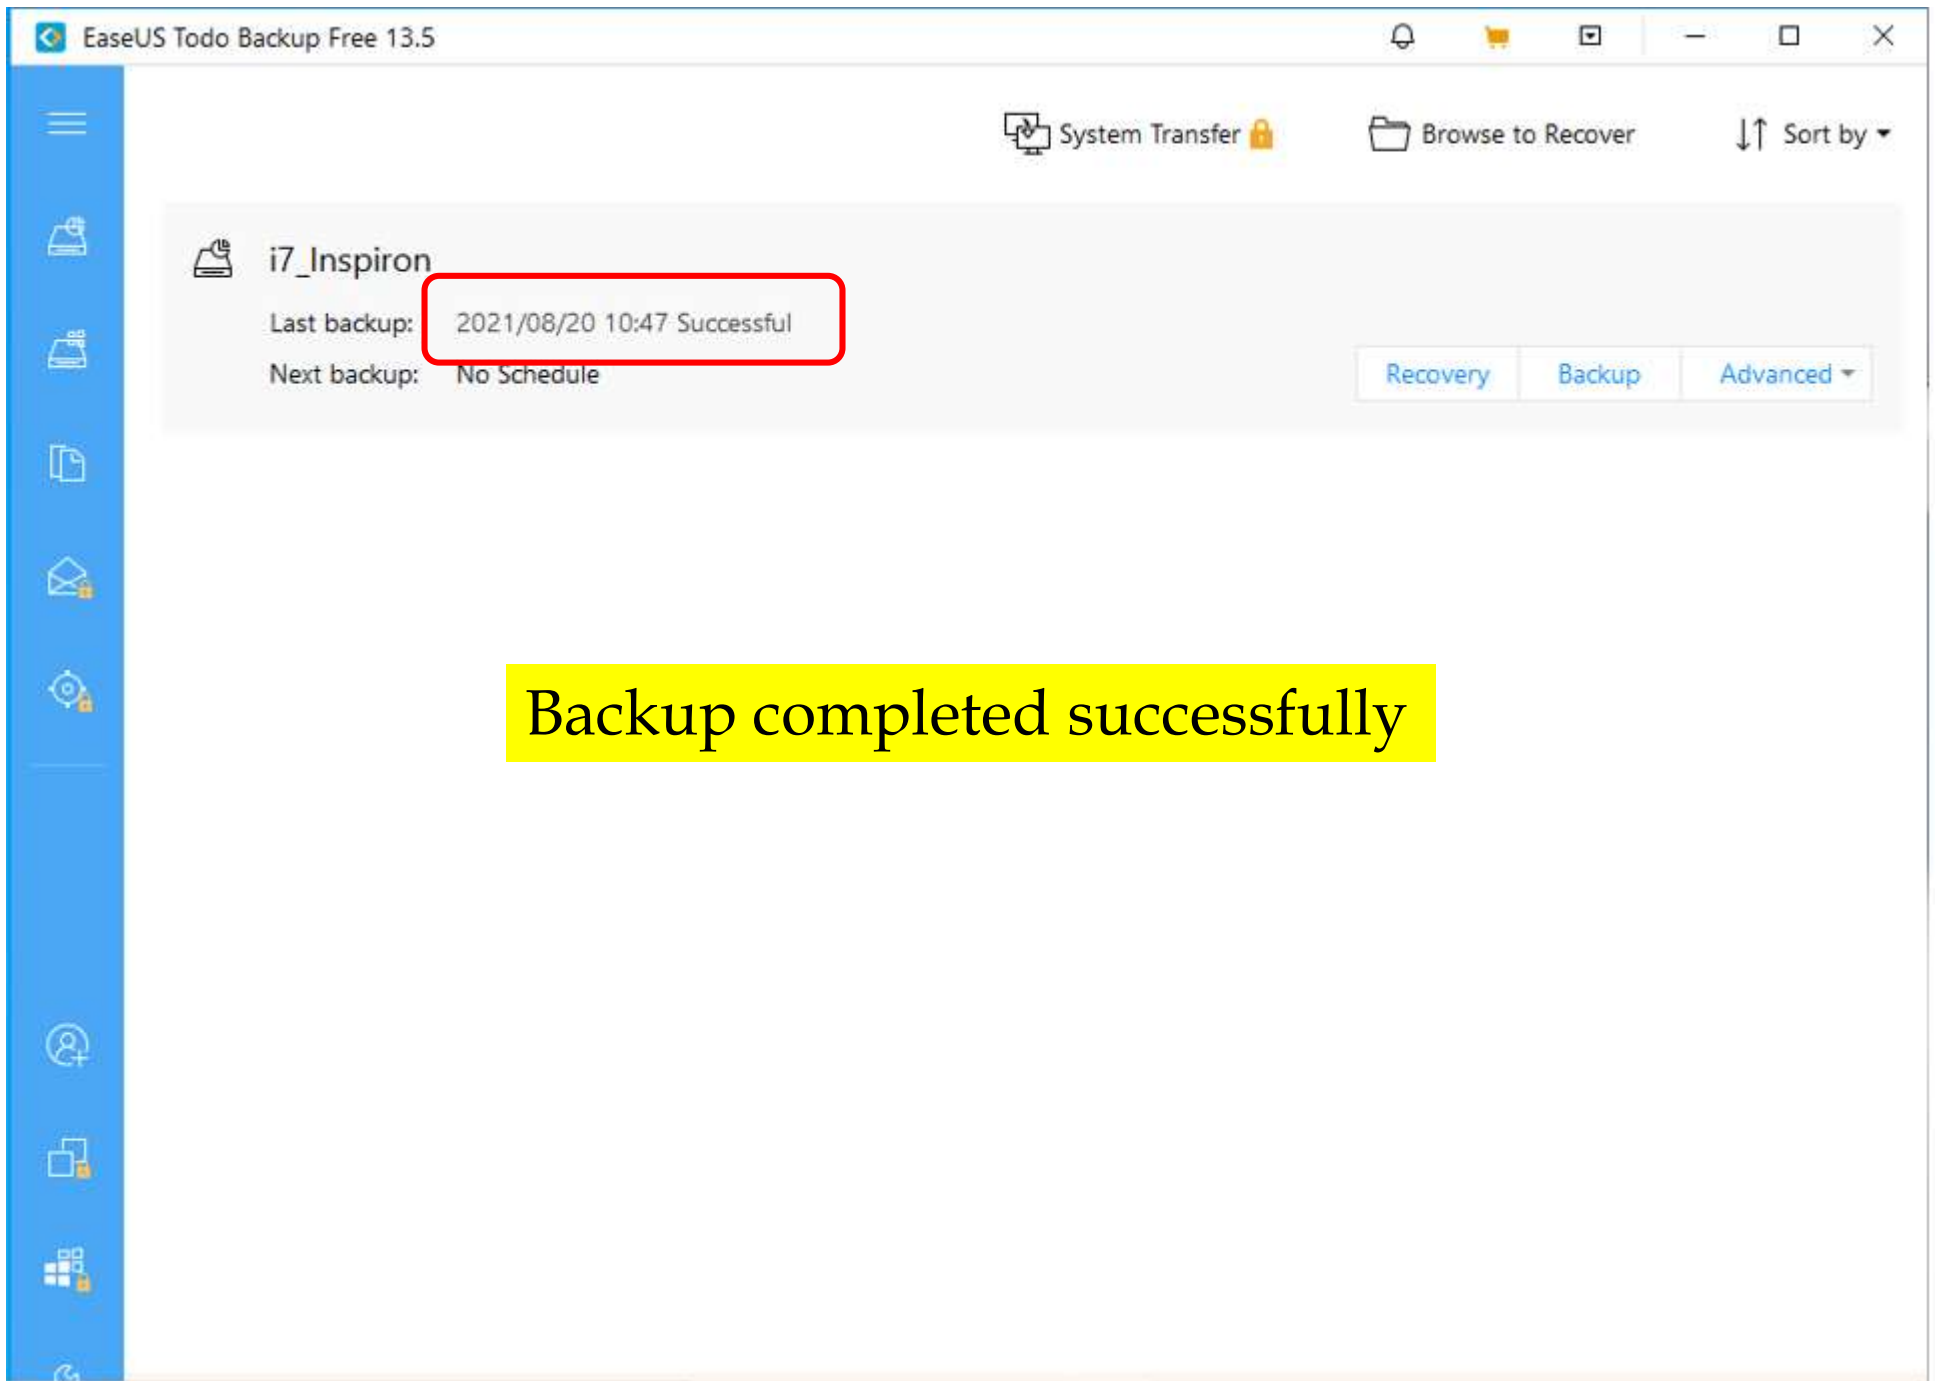 EaseUS Todo Backup Free 13.5
System Transfer
Browse to Recover
Sort by
i7_Inspiron
Last backup: 2021/08/20 10:47 Successful
Next backup: No Schedule
Recovery
Backup
Advanced
Backup completed successfully